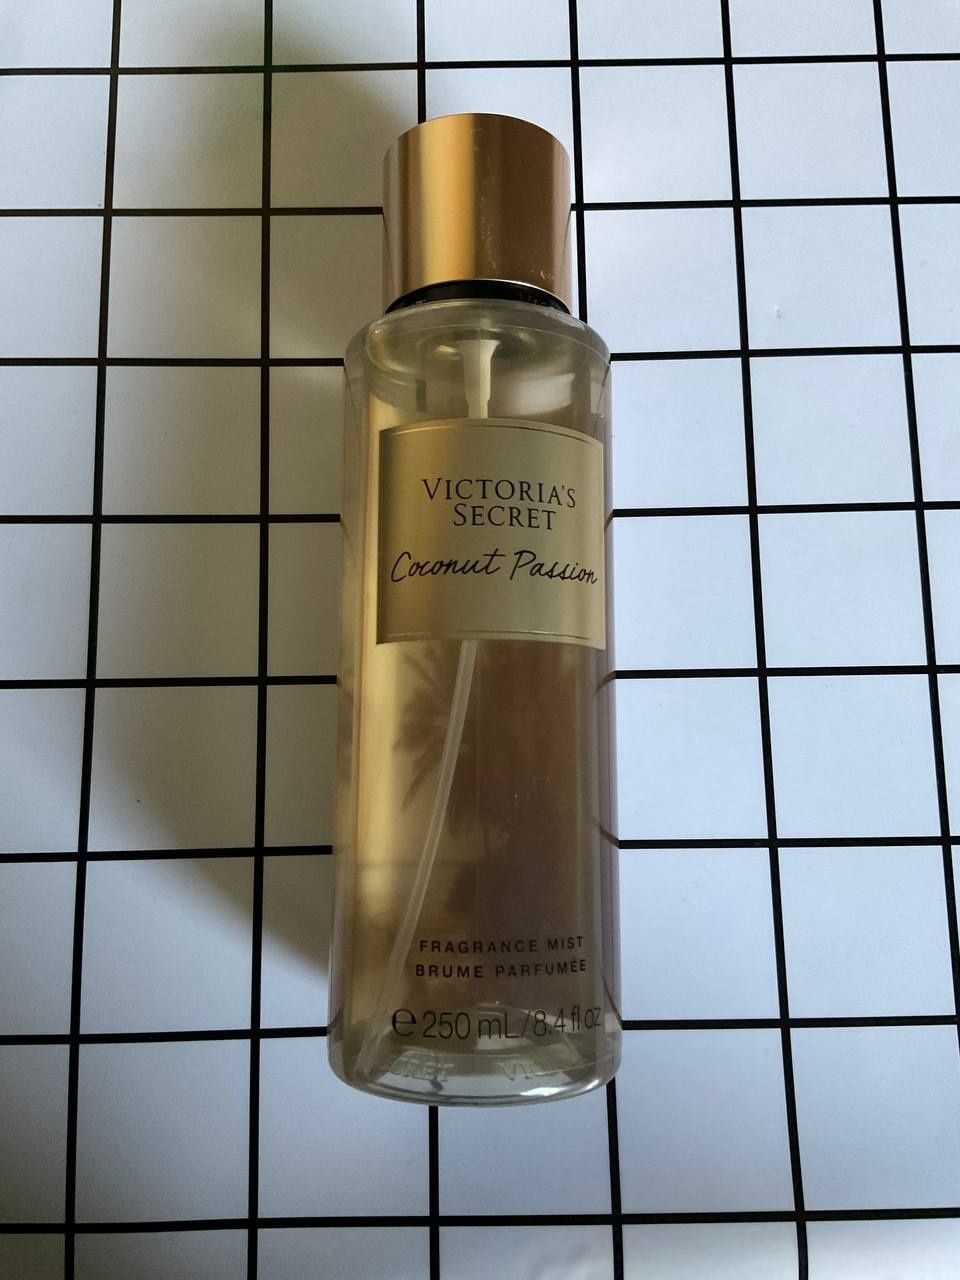 VICTORIA'S
SECRET
Coconut Passion
FRAGRANCE MIST
BRUME PARFUMÉE
℮ 250 mL/8.4 fl oz